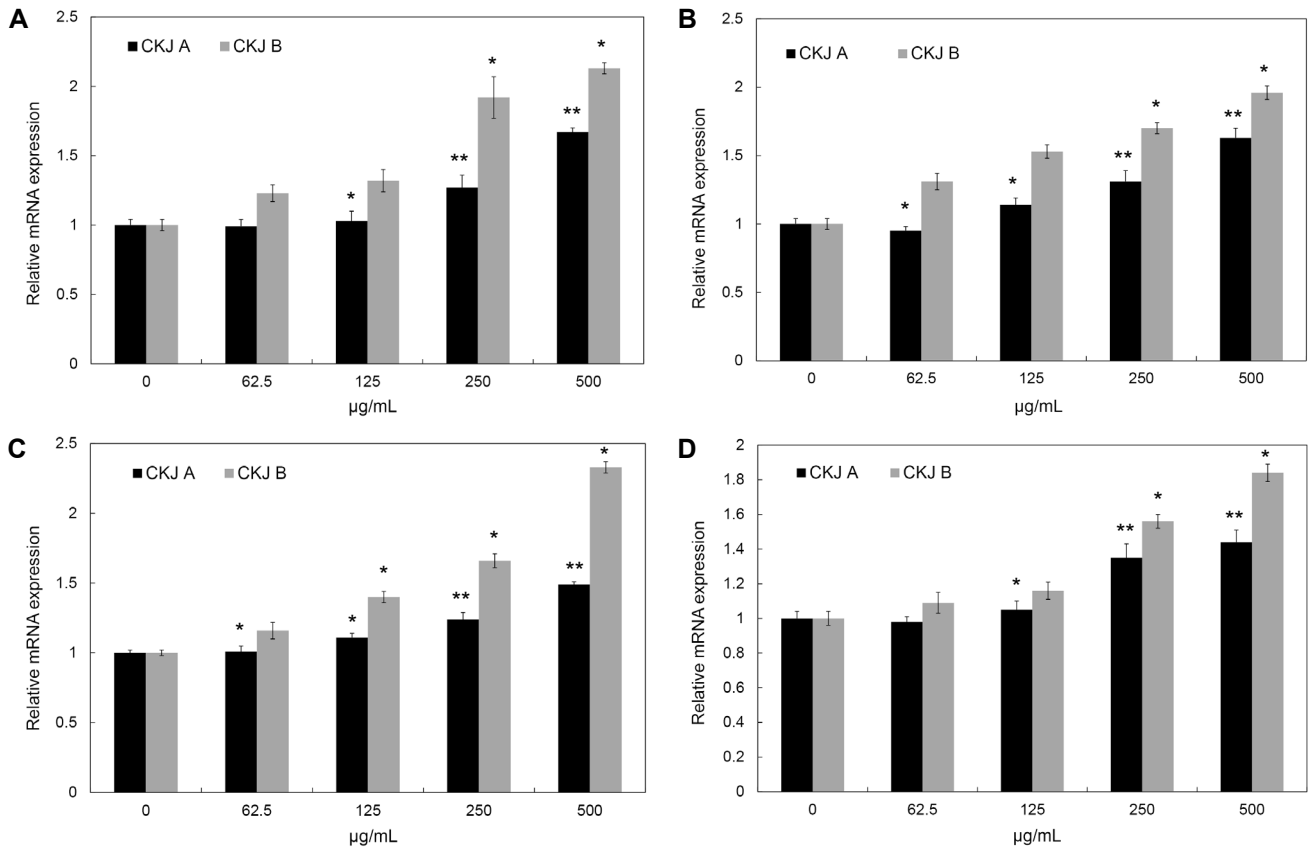 A
CKJ A CKJ B
Relative mRNA expression
2.5
2
1.5
1
0.5
0
* ** * ** *
0 62.5 125 250 500
µg/mL
B
CKJ A CKJ B
Relative mRNA expression
2.5
2
1.5
1
0.5
0
* * ** * ** *
0 62.5 125 250 500
µg/mL
C
CKJ A CKJ B
Relative mRNA expression
2.5
2
1.5
1
0.5
0
* * * ** * ** *
0 62.5 125 250 500
µg/mL
D
CKJ A CKJ B
Relative mRNA expression
2
1.8
1.6
1.4
1.2
1
0.8
0.6
0.4
0.2
0
* ** * ** *
0 62.5 125 250 500
µg/mL